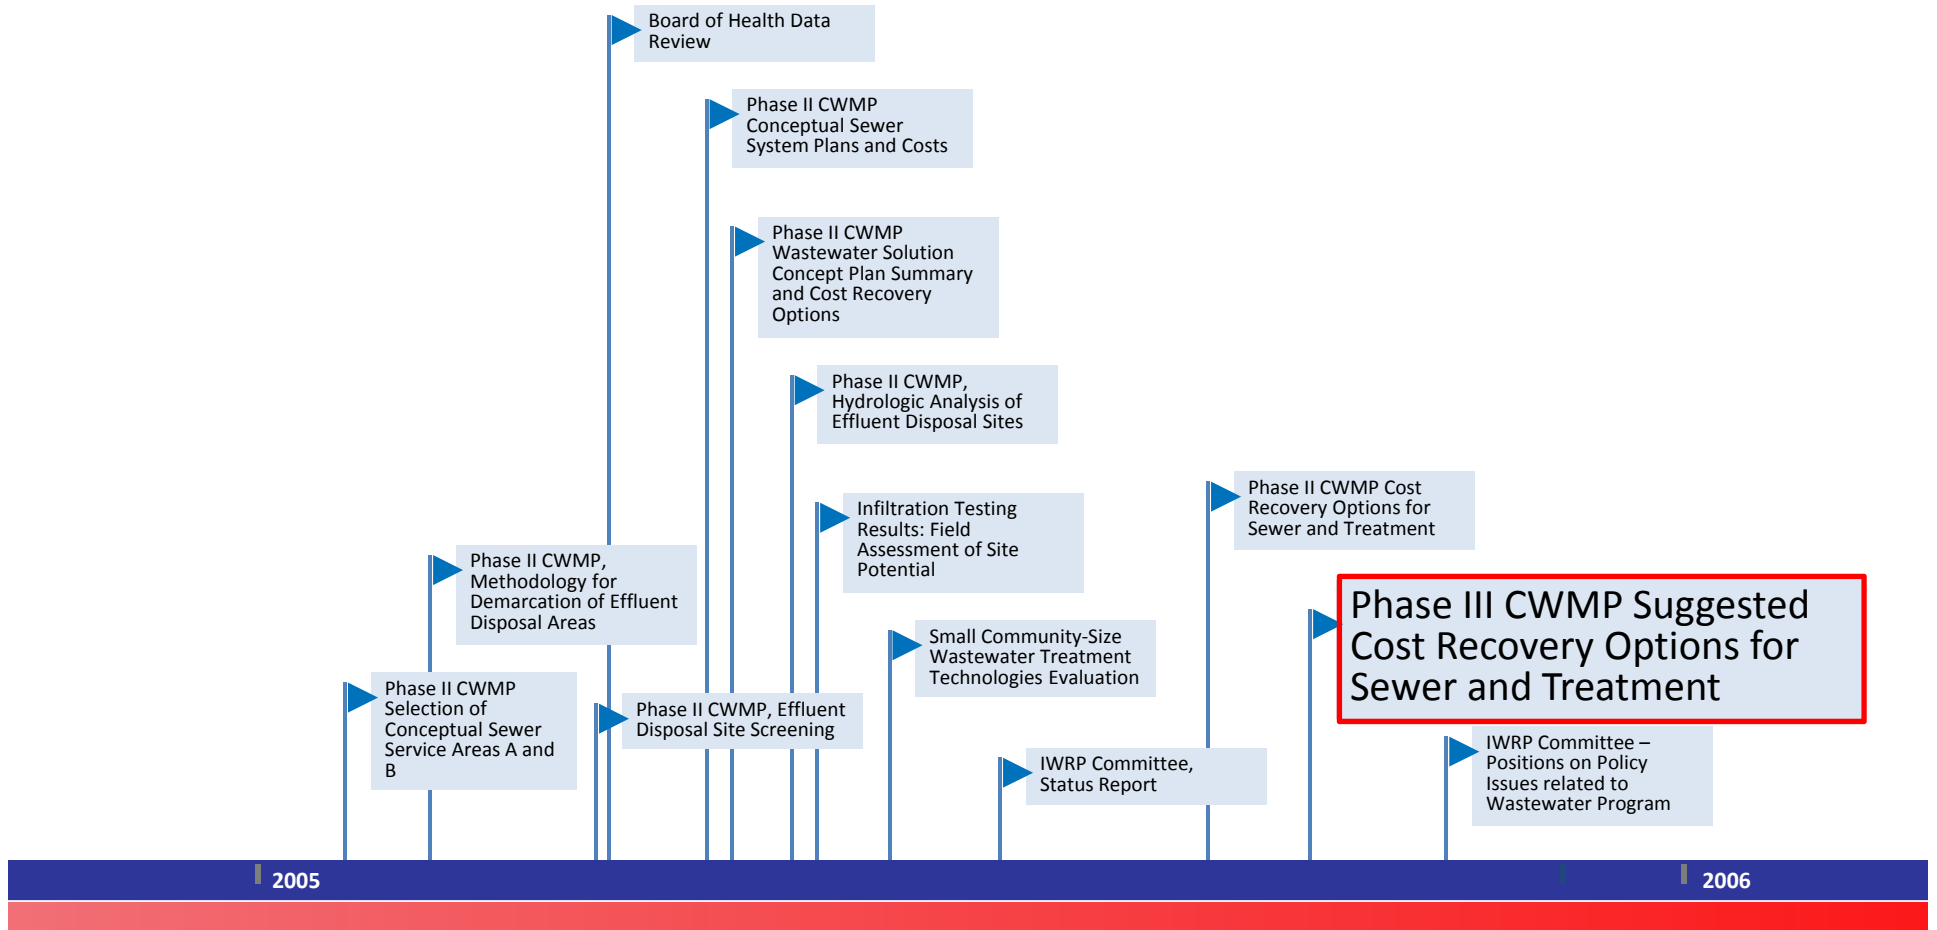 Board of Health Data
Review
Phase II CWMP
Conceptual Sewer
System Plans and Costs
Phase II CWMP
Wastewater Solution
Concept Plan Summary
and Cost Recovery
Options
Phase II CWMP,
Hydrologic Analysis of
Effluent Disposal Sites
Infiltration Testing
Results: Field
Assessment of Site
Potential
Phase II CWMP Cost
Recovery Options for
Sewer and Treatment
Phase II CWMP,
Methodology for
Demarcation of Effluent
Disposal Areas
Phase III CWMP Suggested
Cost Recovery Options for
Sewer and Treatment
Small Community-Size
Wastewater Treatment
Technologies Evaluation
Phase II CWMP
Selection of
Conceptual Sewer
Service Areas A and
B
Phase II CWMP, Effluent
Disposal Site Screening
IWRP Committee,
Status Report
IWRP Committee –
Positions on Policy
Issues related to
Wastewater Program
2005
2006